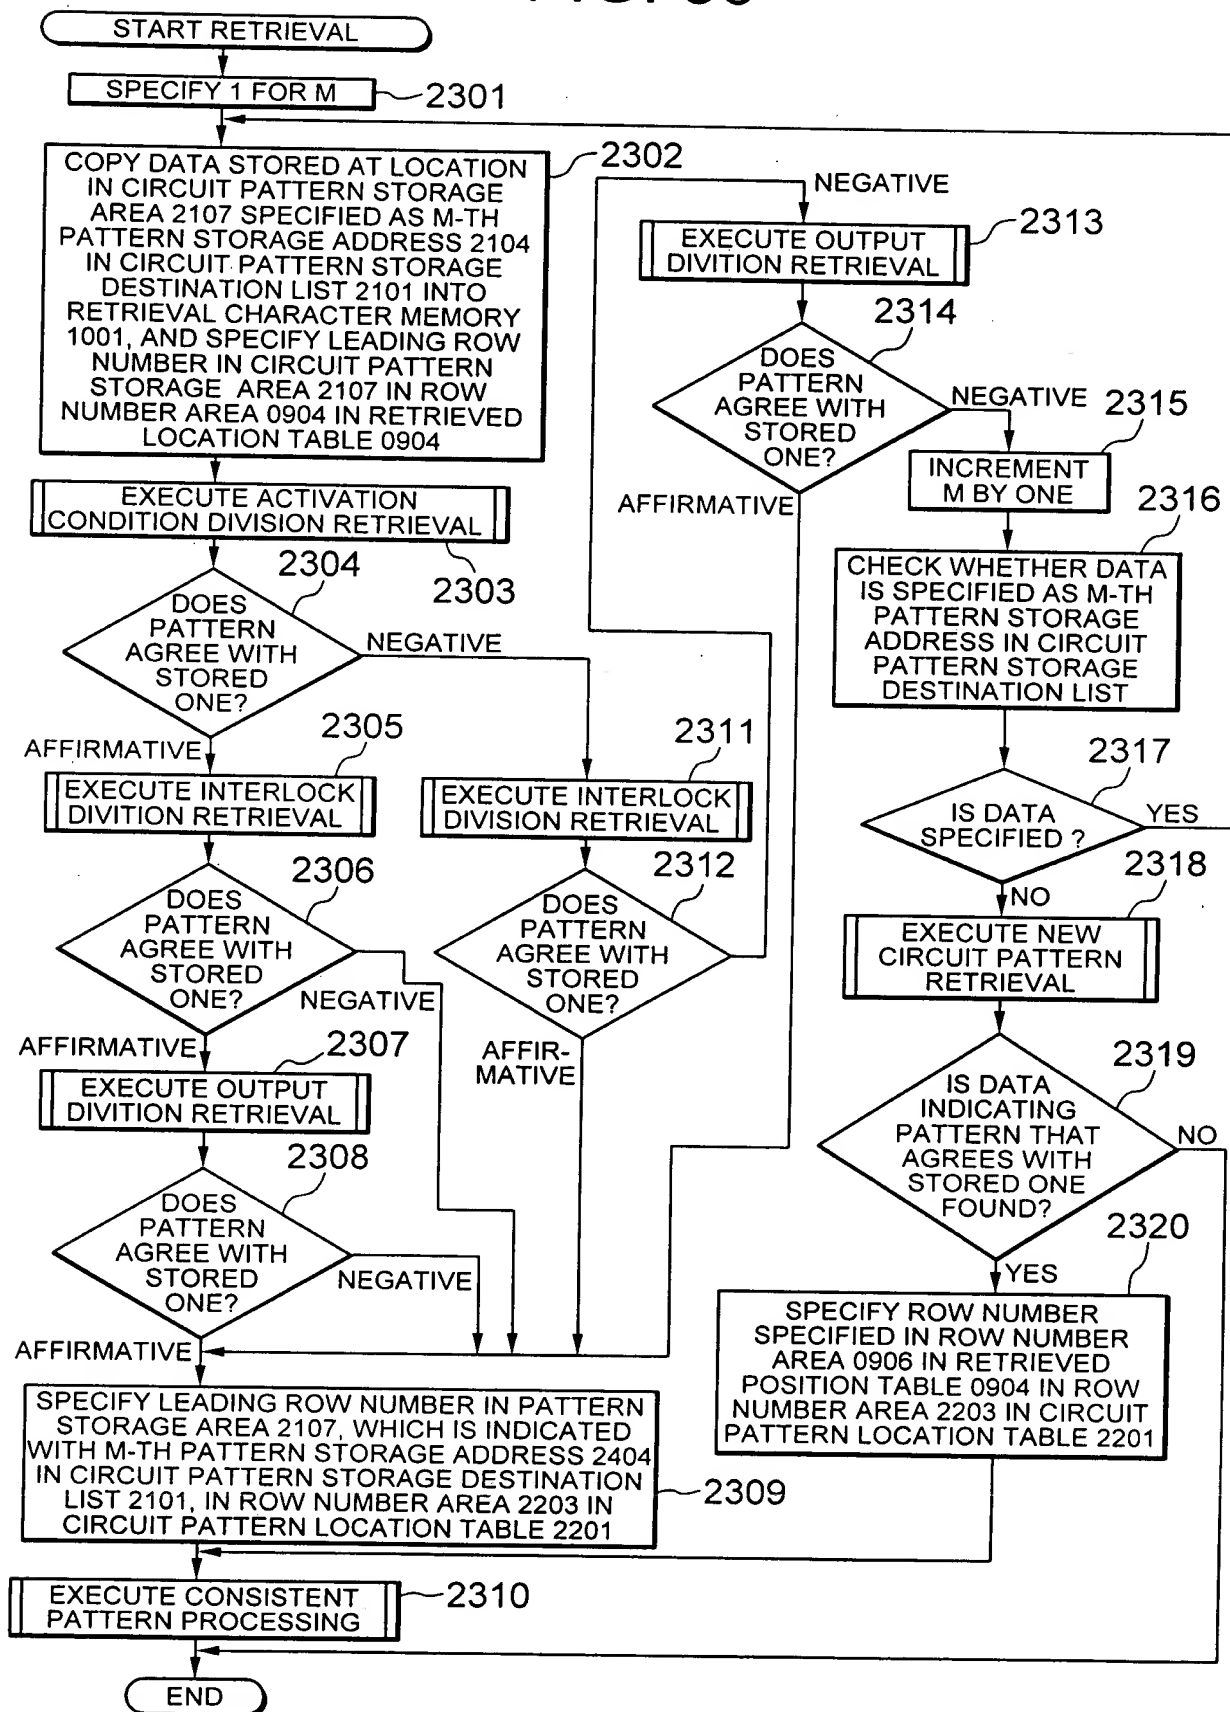 START RETRIEVAL
SPECIFY 1 FOR M
2301
COPY DATA STORED AT LOCATION
IN CIRCUIT PATTERN STORAGE
AREA 2107 SPECIFIED AS M-TH
PATTERN STORAGE ADDRESS 2104
IN CIRCUIT PATTERN STORAGE
DESTINATION LIST 2101 INTO
RETRIEVAL CHARACTER MEMORY
1001, AND SPECIFY LEADING ROW
NUMBER IN CIRCUIT PATTERN
STORAGE AREA 2107 IN ROW
NUMBER AREA 0904 IN RETRIEVED
LOCATION TABLE 0904
2302
EXECUTE ACTIVATION
CONDITION DIVISION RETRIEVAL
2303
2304
DOES
PATTERN
AGREE WITH
STORED
ONE?
NEGATIVE
AFFIRMATIVE
2305
EXECUTE INTERLOCK
DIVITION RETRIEVAL
2306
DOES
PATTERN
AGREE WITH
STORED
ONE?
NEGATIVE
AFFIRMATIVE
2307
EXECUTE OUTPUT
DIVITION RETRIEVAL
2308
DOES
PATTERN
AGREE WITH
STORED
ONE?
NEGATIVE
AFFIRMATIVE
SPECIFY LEADING ROW NUMBER IN PATTERN
STORAGE AREA 2107, WHICH IS INDICATED
WITH M-TH PATTERN STORAGE ADDRESS 2404
IN CIRCUIT PATTERN STORAGE DESTINATION
LIST 2101, IN ROW NUMBER AREA 2203 IN
CIRCUIT PATTERN LOCATION TABLE 2201
2309
EXECUTE CONSISTENT
PATTERN PROCESSING
2310
END
2311
EXECUTE INTERLOCK
DIVISION RETRIEVAL
2312
DOES
PATTERN
AGREE WITH
STORED
ONE?
AFFIR-
MATIVE
NEGATIVE
2313
EXECUTE OUTPUT
DIVITION RETRIEVAL
2314
DOES
PATTERN
AGREE WITH
STORED
ONE?
NEGATIVE
AFFIRMATIVE
2315
INCREMENT
M BY ONE
2316
CHECK WHETHER DATA
IS SPECIFIED AS M-TH
PATTERN STORAGE
ADDRESS IN CIRCUIT
PATTERN STORAGE
DESTINATION LIST
2317
IS DATA
SPECIFIED ?
YES
NO
2318
EXECUTE NEW
CIRCUIT PATTERN
RETRIEVAL
2319
IS DATA
INDICATING
PATTERN THAT
AGREES WITH
STORED ONE
FOUND?
NO
YES
2320
SPECIFY ROW NUMBER
SPECIFIED IN ROW NUMBER
AREA 0906 IN RETRIEVED
POSITION TABLE 0904 IN ROW
NUMBER AREA 2203 IN CIRCUIT
PATTERN LOCATION TABLE 2201